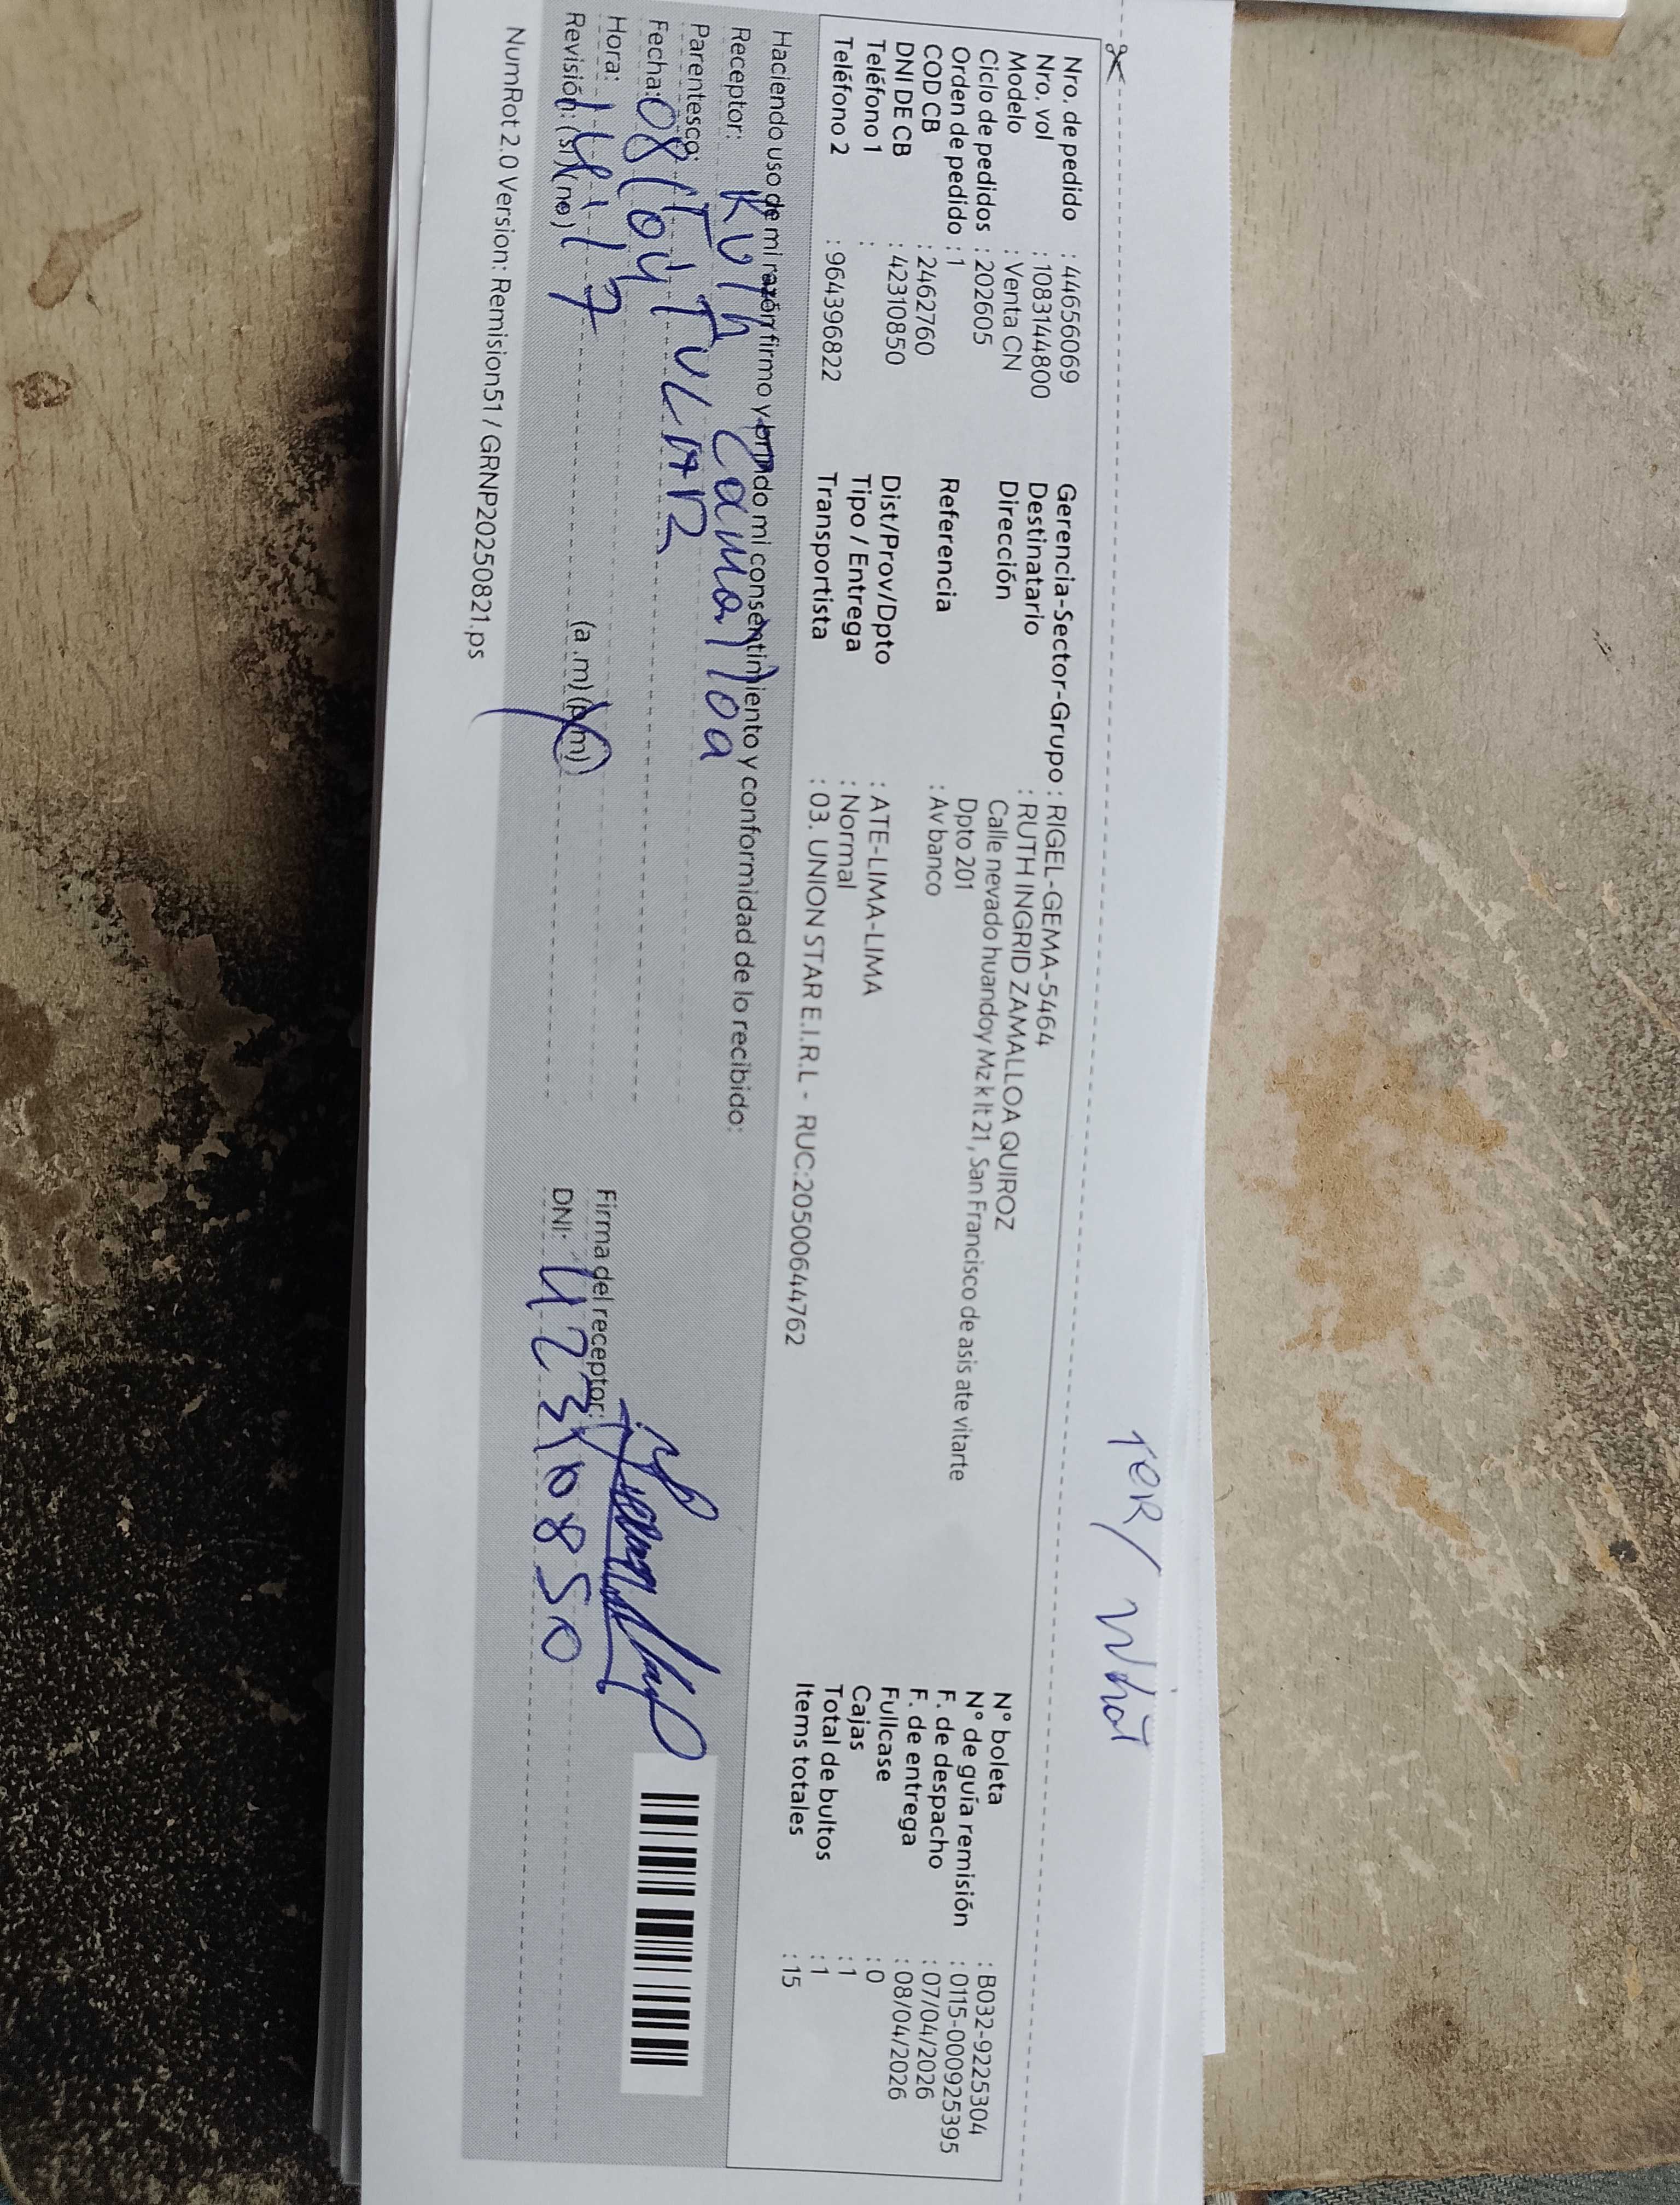 TER/ What
Nro. de pedido : 44656069
Nro. vol : 1083144800
Modelo : Venta CN
Ciclo de pedidos : 202605
Orden de pedido : 1
COD CB : 2462760
DNI DE CB : 42310850
Teléfono 1 :
Teléfono 2 : 964396822
Gerencia-Sector-Grupo : RIGEL-GEMA-5464
Destinatario : RUTH INGRID ZAMALLOA QUIROZ
Dirección Calle nevado huandoy Mz k lt 21 , San Francisco de asis ate vitarte
Dpto 201
Referencia : Av banco
Dist/Prov/Dpto : ATE-LIMA-LIMA
Tipo / Entrega : Normal
Transportista : 03. UNION STAR E.I.R.L - RUC:20500644762
N° boleta : B032-9225304
N° de guía remisión : 0115-000925395
F. de despacho : 07/04/2026
F. de entrega : 08/04/2026
Fullcase : 0
Cajas : 1
Total de bultos : 1
Items totales : 15
Haciendo uso de mi razón firmo y brindo mi consentimiento y conformidad de lo recibido:
Receptor: Ruth Zamalloa
Parentesco: TITULAR
Fecha: 08/04
Hora: 14:17 (a .m) (p.m)
Revisión: (si) (no)
Firma del receptor:
DNI: 42310850
NumRot 2.0 Version: Remision51 / GRNP20250821.ps